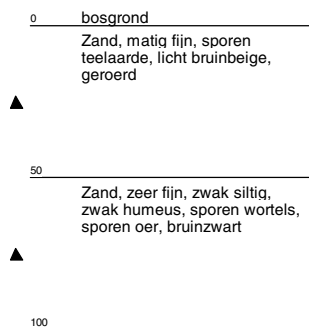 0 bosgrond
Zand, matig fijn, sporen
teelaarde, licht bruinbeige,
geroerd
50
Zand, zeer fijn, zwak siltig,
zwak humeus, sporen wortels,
sporen oer, bruinzwart
100